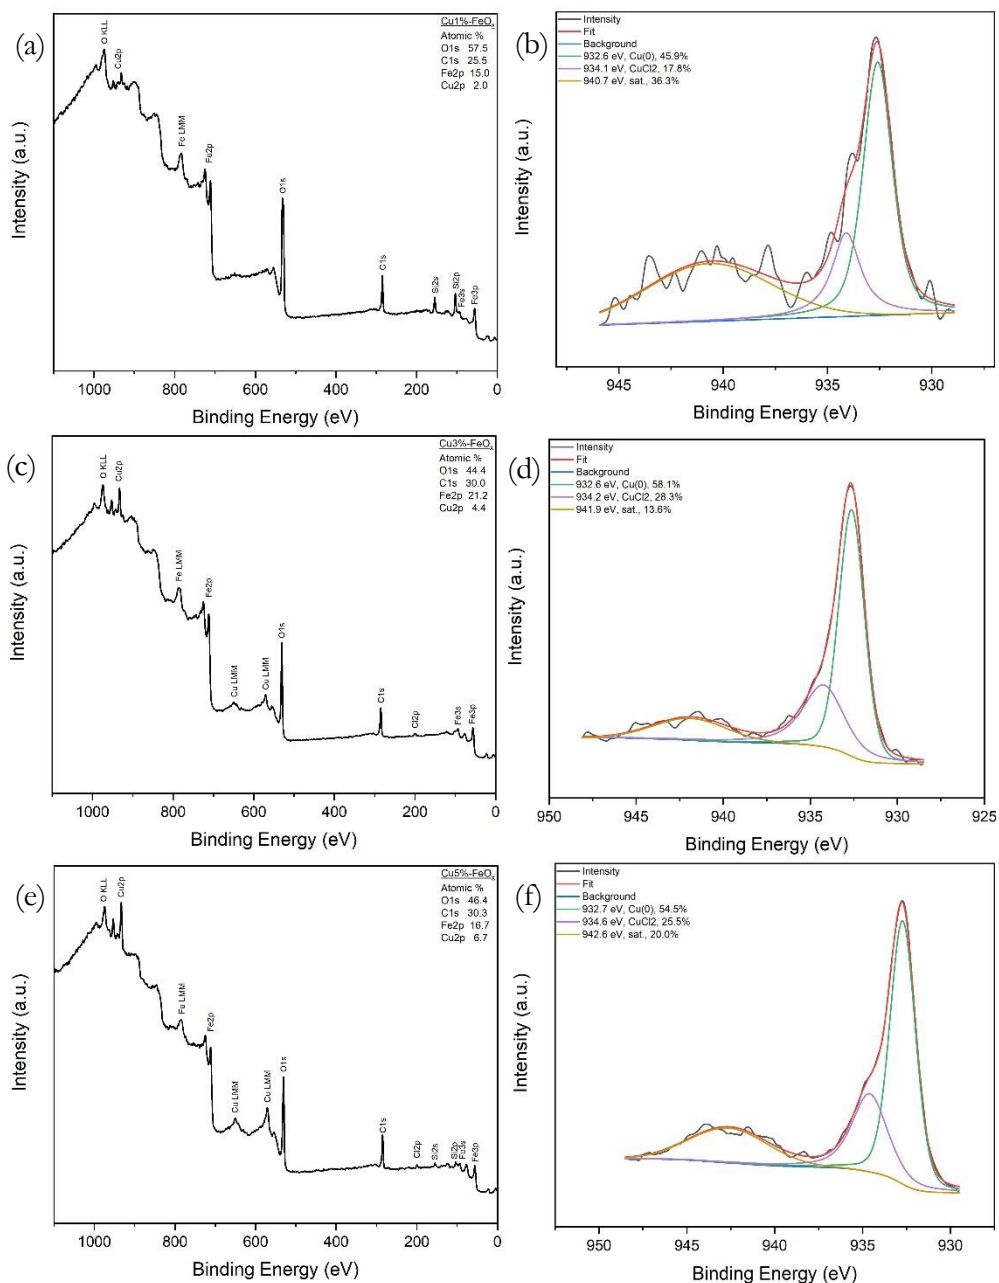 (a)
Cu1%-FeOx
Atomic %
O1s 57.5
C1s 25.5
Fe2p 15.0
Cu2p 2.0
O KLL
Cu2p
Fe LMM
Fe2p
O1s
C1s
Si2s
Si2p
Fe3s
Fe3p
Intensity (a.u.)
1000 800 600 400 200 0
Binding Energy (eV)
(b)
Intensity
Fit
Background
932.6 eV, Cu(0), 45.9%
934.1 eV, CuCl2, 17.8%
940.7 eV, sat., 36.3%
Intensity (a.u.)
945 940 935 930
Binding Energy (eV)
(c)
Cu3%-FeOx
Atomic %
O1s 44.4
C1s 30.0
Fe2p 21.2
Cu2p 4.4
O KLL
Cu2p
Fe LMM
Fe2p
Cu LMM
Cu LMM
O1s
C1s
Cl2p
Fe3s
Fe3p
Intensity (a.u.)
1000 800 600 400 200 0
Binding Energy (eV)
(d)
Intensity
Fit
Background
932.6 eV, Cu(0), 58.1%
934.2 eV, CuCl2, 28.3%
941.9 eV, sat., 13.6%
Intensity (a.u.)
950 945 940 935 930 925
Binding Energy (eV)
(e)
Cu5%-FeOx
Atomic %
O1s 46.4
C1s 30.3
Fe2p 16.7
Cu2p 6.7
O KLL
Cu2p
Fe LMM
Fe2p
Cu LMM
Cu LMM
O1s
C1s
Cl2p
Si2s
Si2p
Fe3s
Fe3p
Intensity (a.u.)
1000 800 600 400 200 0
Binding Energy (eV)
(f)
Intensity
Fit
Background
932.7 eV, Cu(0), 54.5%
934.6 eV, CuCl2, 25.5%
942.6 eV, sat., 20.0%
Intensity (a.u.)
950 945 940 935 930
Binding Energy (eV)